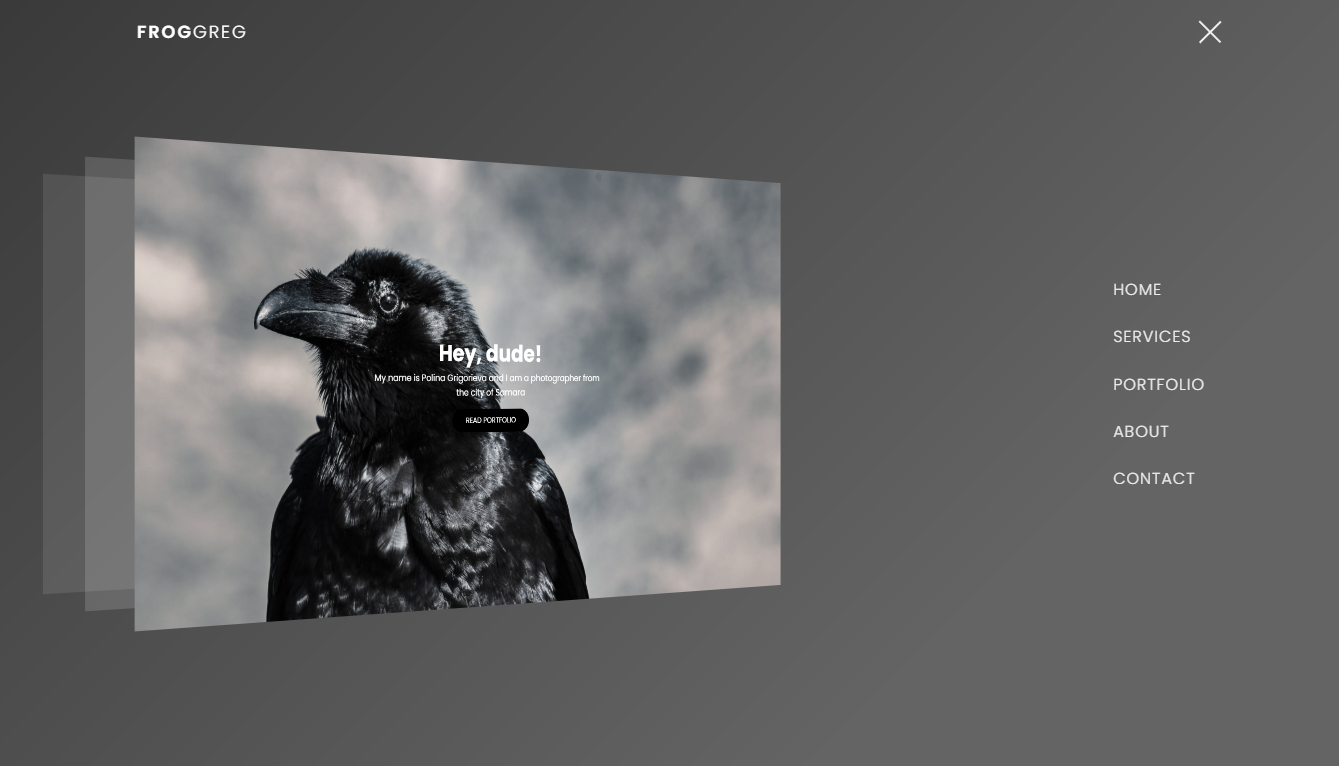 FROGGREG
Hey, dude!
My name is Polina Grigorieva and I am a photographer from
the city of Samara
READ PORTFOLIO
HOME
SERVICES
PORTFOLIO
ABOUT
CONTACT